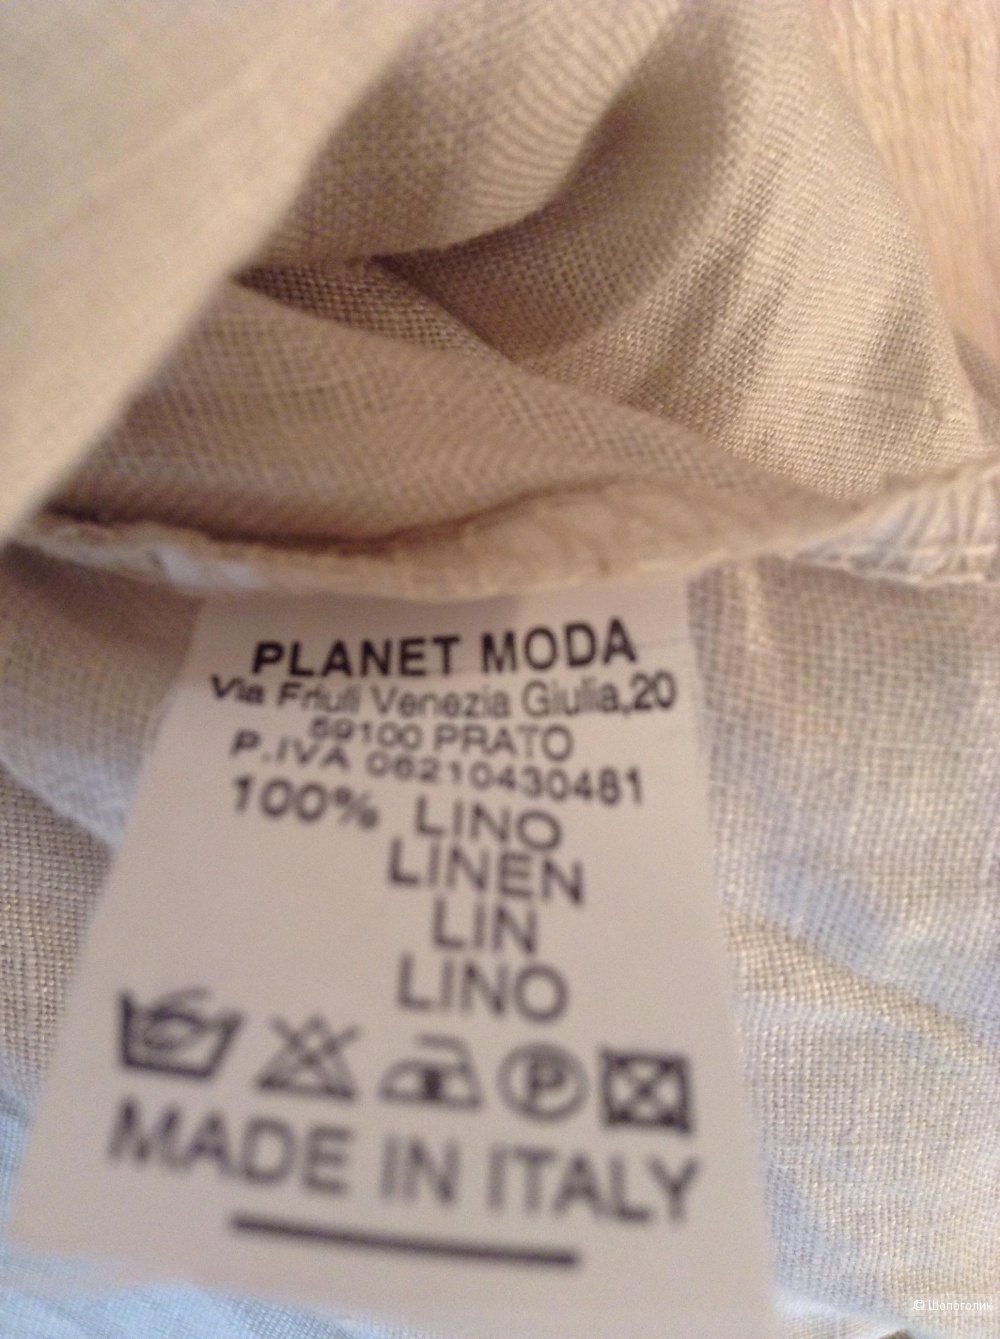 PLANET MODA
Via Friuli Venezia Giulia,20
59100 PRATO
P.IVA 06210430481
100% LINO
LINEN
LIN
LINO
P
MADE IN ITALY
© Шопоголик